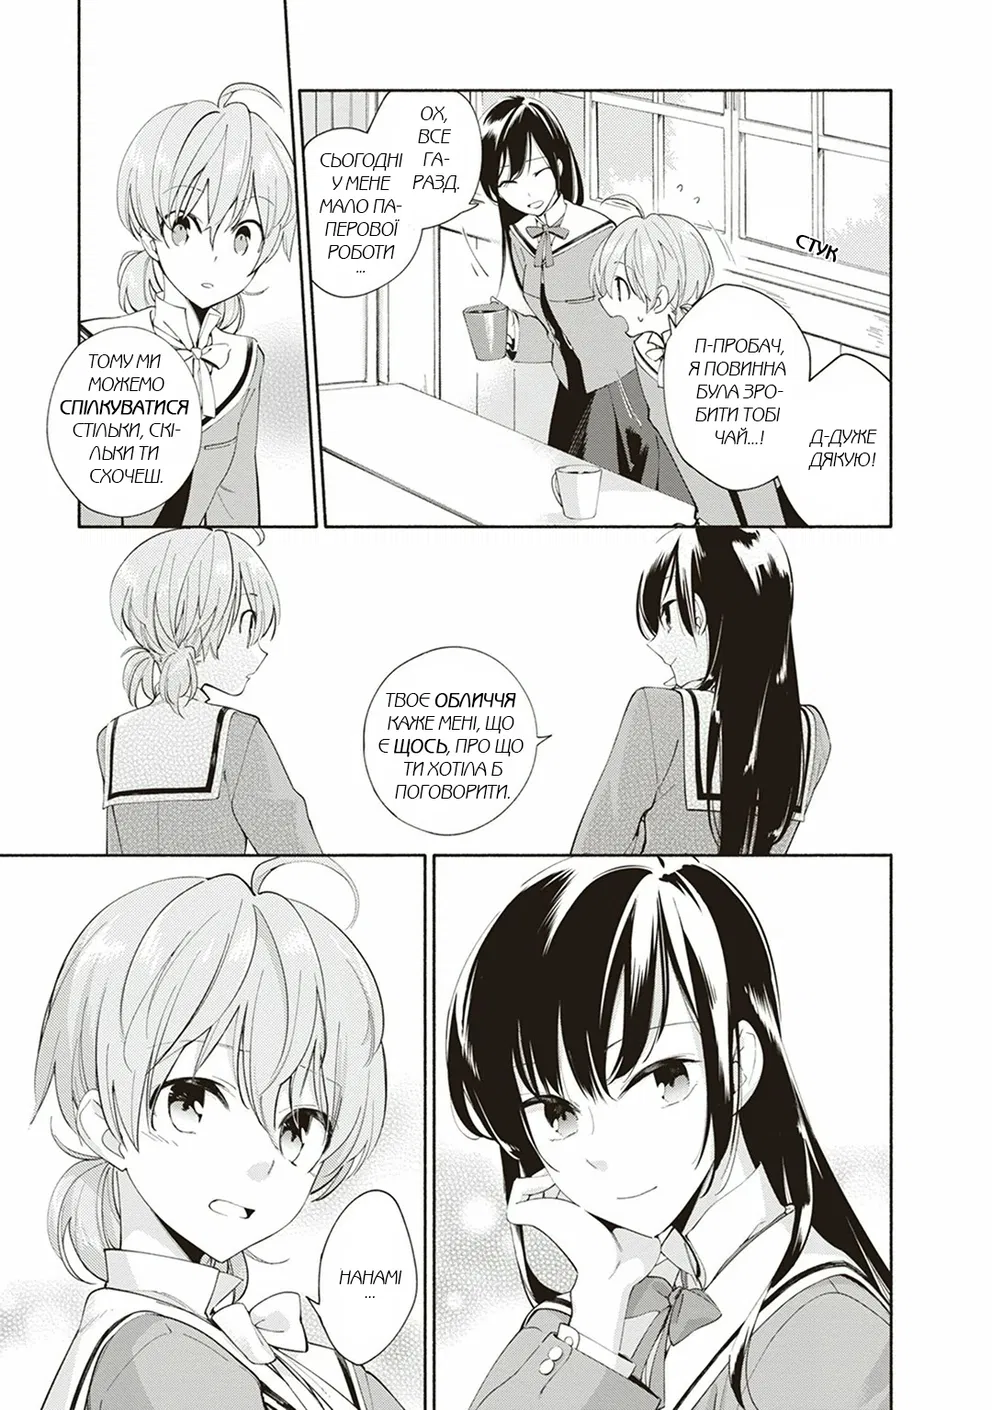 СТУК
П-ПРОБАЧ,
Я ПОВИННА
БУЛА ЗРО-
БИТИ ТОБІ
ЧАЙ...!
Д-ДУЖЕ
ДЯКУЮ!
ОХ,
ВСЕ
ГА-
РАЗД.
СЬОГОДНІ
У МЕНЕ
МАЛО ПА-
ПЕРОВОЇ
РОБОТИ
...
ТОМУ МИ
МОЖЕМО
СПІЛКУВАТИСЯ
СТІЛЬКИ, СКІ-
ЛЬКИ ТИ
СХОЧЕШ.
ТВОЄ ОБЛИЧЧЯ
КАЖЕ МЕНІ, ЩО
Є ЩОСЬ, ПРО ЩО
ТИ ХОТІЛА Б
ПОГОВОРИТИ.
НАНАМІ
...